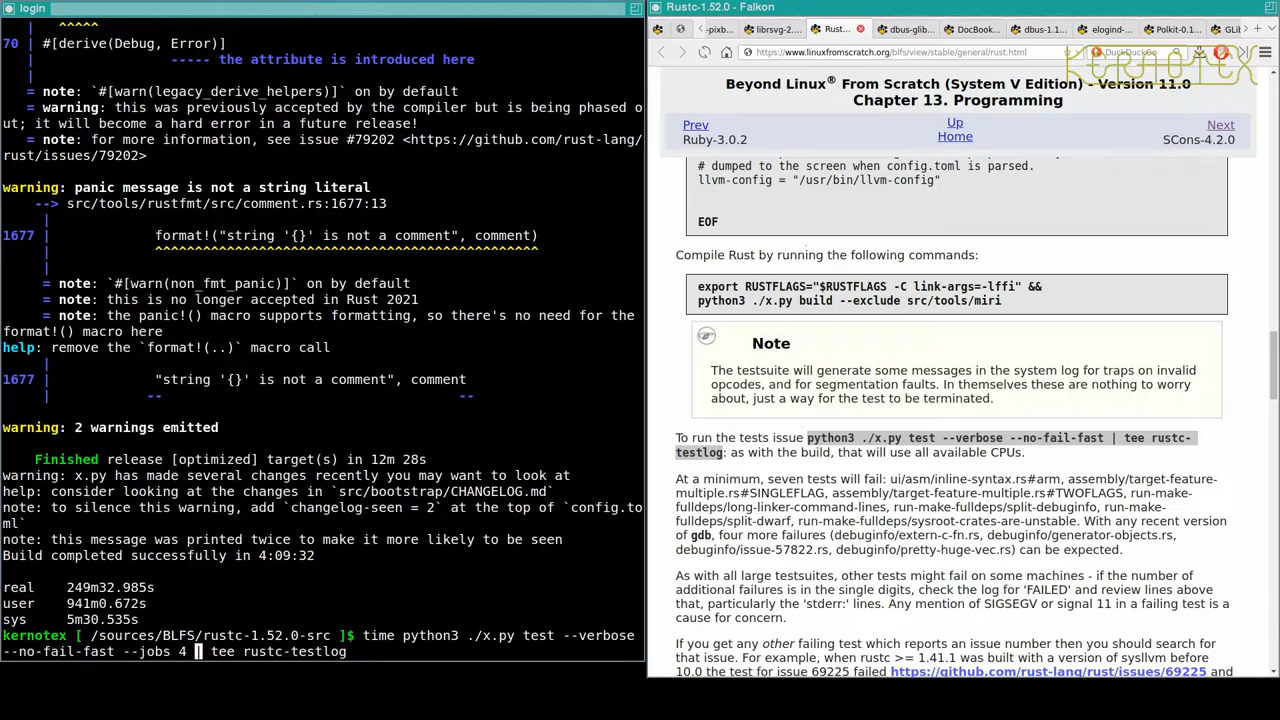 login
70 | #[derive(Debug, Error)]
----- the attribute is introduced here
= note: `#[warn(legacy_derive_helpers)]` on by default
= warning: this was previously accepted by the compiler but is being phased o
ut; it will become a hard error in a future release!
= note: for more information, see issue #79202 <https://github.com/rust-lang/
rust/issues/79202>
warning: panic message is not a string literal
--> src/tools/rustfmt/src/comment.rs:1677:13
|
1677 | format!("string '{}' is not a comment", comment)
| ^^^^^^^^^^^^^^^^^^^^^^^^^^^^^^^^^^^^^^^^^^^^^^^^
|
= note: `#[warn(non_fmt_panic)]` on by default
= note: this is no longer accepted in Rust 2021
= note: the panic!() macro supports formatting, so there's no need for the
format!() macro here
help: remove the `format!(..)` macro call
|
1677 | "string '{}' is not a comment", comment
| -- --
warning: 2 warnings emitted
Finished release [optimized] target(s) in 12m 28s
warning: x.py has made several changes recently you may want to look at
help: consider looking at the changes in `src/bootstrap/CHANGELOG.md`
note: to silence this warning, add `changelog-seen = 2` at the top of `config.to
ml`
note: this message was printed twice to make it more likely to be seen
Build completed successfully in 4:09:32
real 249m32.985s
user 941m0.672s
sys 5m30.535s
kernotex [ /sources/BLFS/rustc-1.52.0-src ]$ time python3 ./x.py test --verbose
--no-fail-fast --jobs 4 | tee rustc-testlog
Rustc-1.52.0 - Falkon
-pixb librsvg-2. Rust... dbus-glib DocBook dbus-1.1 elogind- Polkit-0.1 GLi
https://www.linuxfromscratch.org/blfs/view/stable/general/rust.html
DuckDuckGo
KERNOTEX
Beyond Linux® From Scratch (System V Edition) - Version 11.0
Chapter 13. Programming
Prev Up Next
Ruby-3.0.2 Home SCons-4.2.0
# dumped to the screen when config.toml is parsed.
llvm-config = "/usr/bin/llvm-config"
EOF
Compile Rust by running the following commands:
export RUSTFLAGS="$RUSTFLAGS -C link-args=-lffi" &&
python3 ./x.py build --exclude src/tools/miri
Note
The testsuite will generate some messages in the system log for traps on invalid
opcodes, and for segmentation faults. In themselves these are nothing to worry
about, just a way for the test to be terminated.
To run the tests issue python3 ./x.py test --verbose --no-fail-fast | tee rustc-
testlog: as with the build, that will use all available CPUs.
At a minimum, seven tests will fail: ui/asm/inline-syntax.rs#arm, assembly/target-feature-
multiple.rs#SINGLEFLAG, assembly/target-feature-multiple.rs#TWOFLAGS, run-make-
fulldeps/long-linker-command-lines, run-make-fulldeps/split-debuginfo, run-make-
fulldeps/split-dwarf, run-make-fulldeps/sysroot-crates-are-unstable. With any recent version
of gdb, four more failures (debuginfo/extern-c-fn.rs, debuginfo/generator-objects.rs,
debuginfo/issue-57822.rs, debuginfo/pretty-huge-vec.rs) can be expected.
As with all large testsuites, other tests might fail on some machines - if the number of
additional failures is in the single digits, check the log for 'FAILED' and review lines above
that, particularly the 'stderr:' lines. Any mention of SIGSEGV or signal 11 in a failing test is a
cause for concern.
If you get any other failing test which reports an issue number then you should search for
that issue. For example, when rustc >= 1.41.1 was built with a version of sysllvm before
10.0 the test for issue 69225 failed https://github.com/rust-lang/rust/issues/69225 and